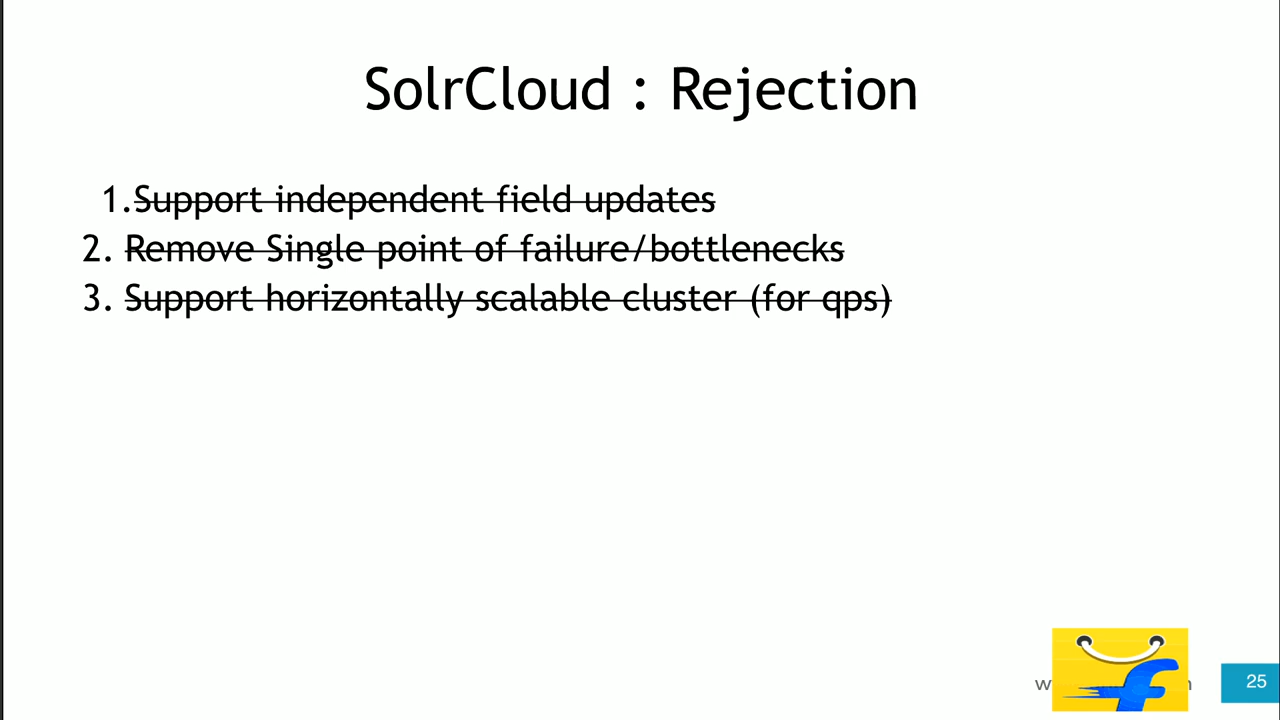 SolrCloud : Rejection
1.Support independent field updates
2. Remove Single point of failure/bottlenecks
3. Support horizontally scalable cluster (for qps)
25